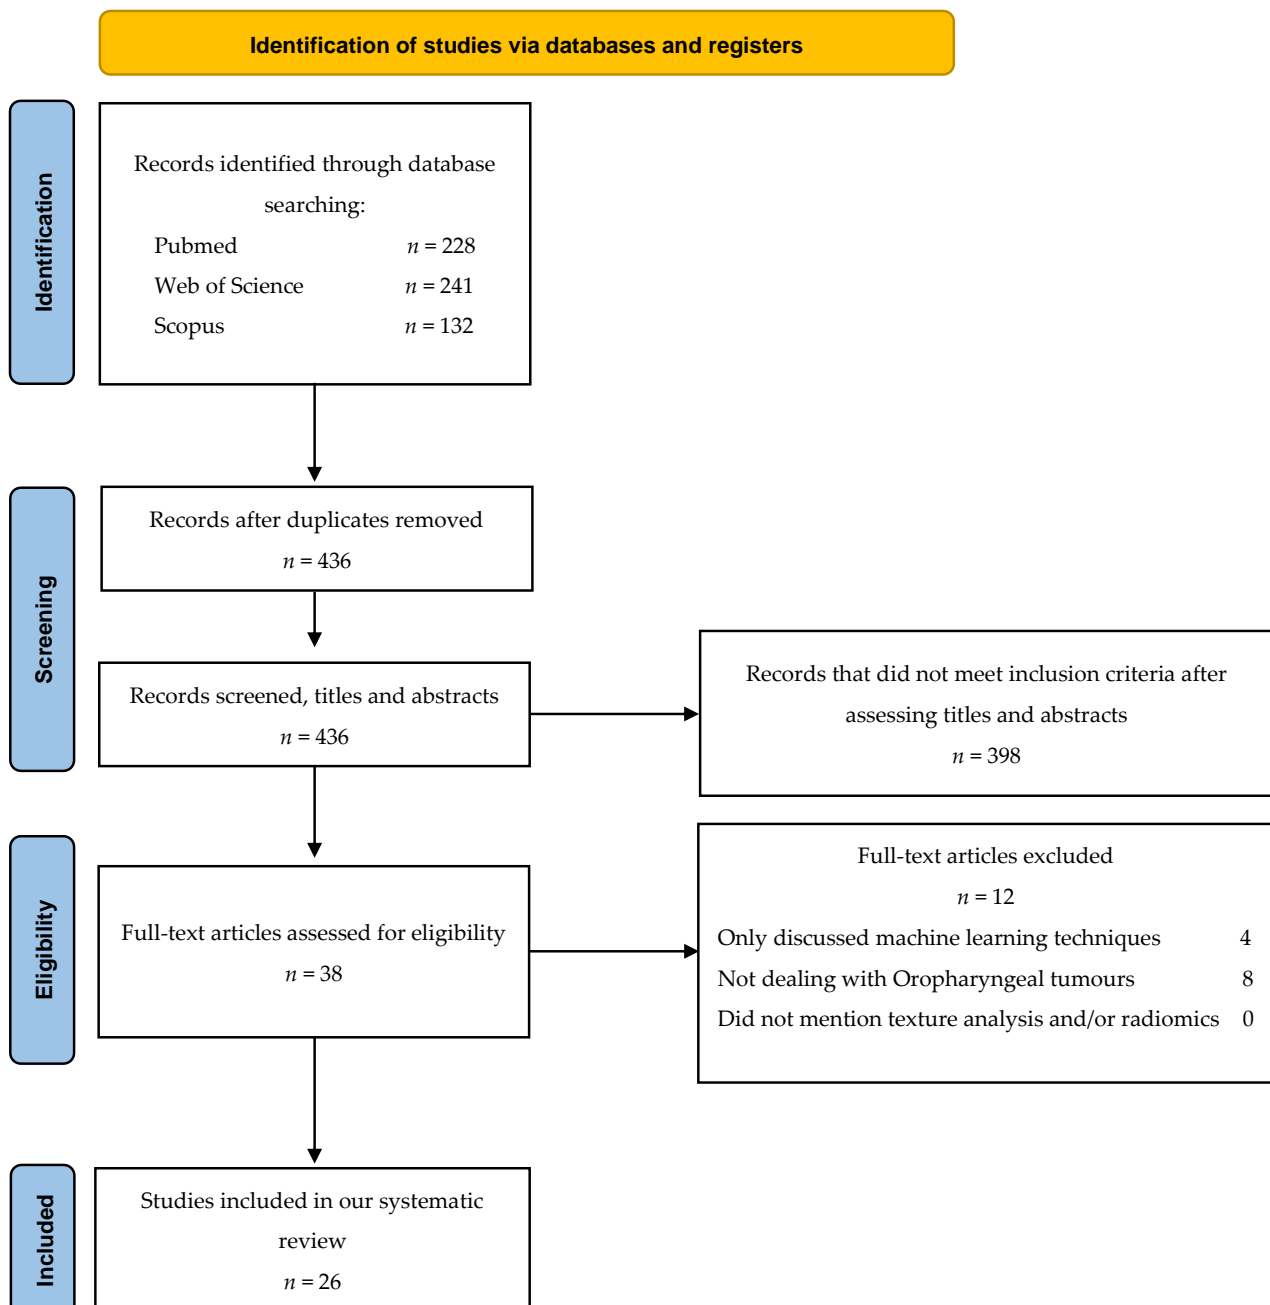 Identification of studies via databases and registers
Identification
Records identified through database
searching:
Pubmed n = 228
Web of Science n = 241
Scopus n = 132
Screening
Records after duplicates removed
n = 436
Records screened, titles and abstracts
n = 436
Records that did not meet inclusion criteria after
assessing titles and abstracts
n = 398
Eligibility
Full-text articles assessed for eligibility
n = 38
Full-text articles excluded
n = 12
Only discussed machine learning techniques 4
Not dealing with Oropharyngeal tumours 8
Did not mention texture analysis and/or radiomics 0
Included
Studies included in our systematic
review
n = 26